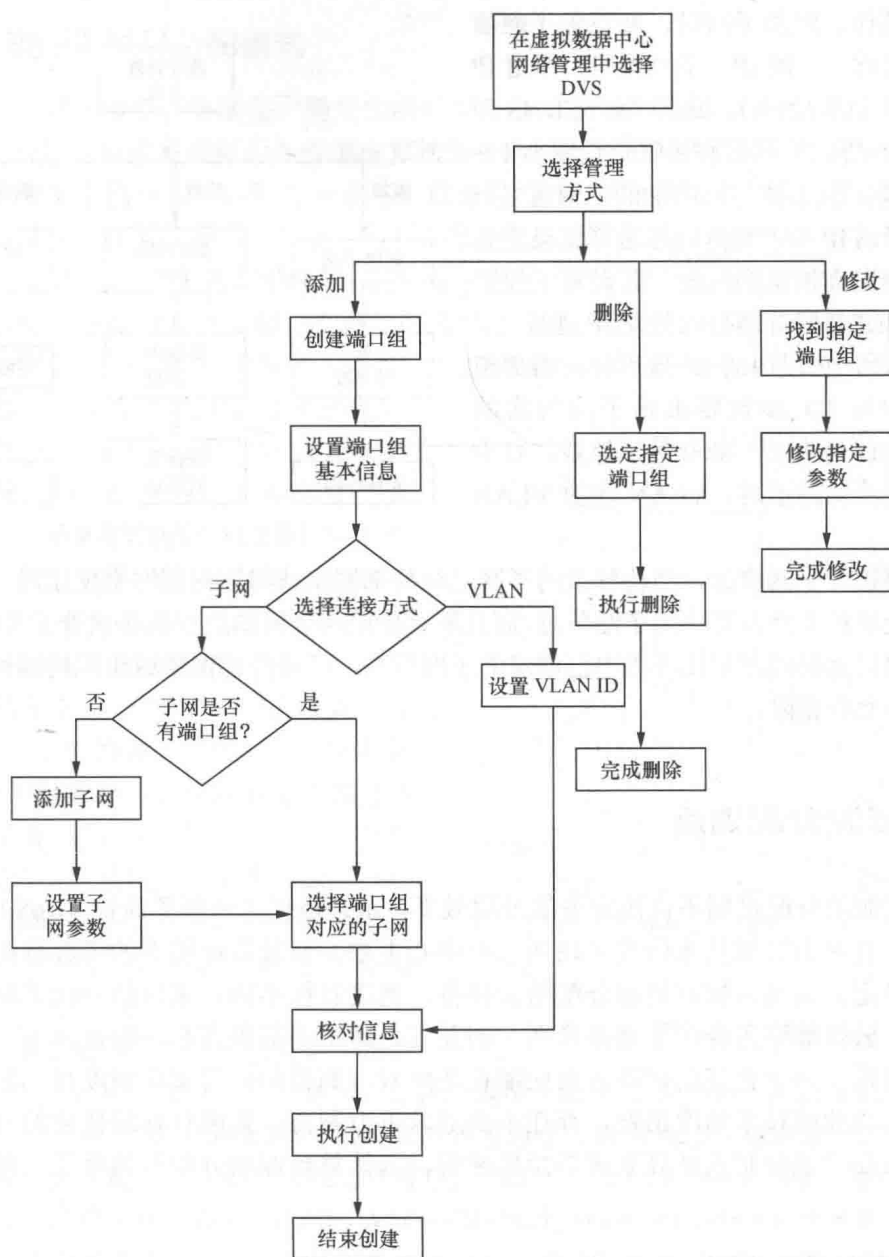 在虚拟数据中心
网络管理中选择
DVS
选择管理
方式
添加
删除
修改
创建端口组
找到指定
端口组
设置端口组
基本信息
选定指定
端口组
修改指定
参数
完成修改
子网
选择连接方式
VLAN
执行删除
设置 VLAN ID
否
子网是否
有端口组?
是
完成删除
添加子网
设置子
网参数
选择端口组
对应的子网
核对信息
执行创建
结束创建